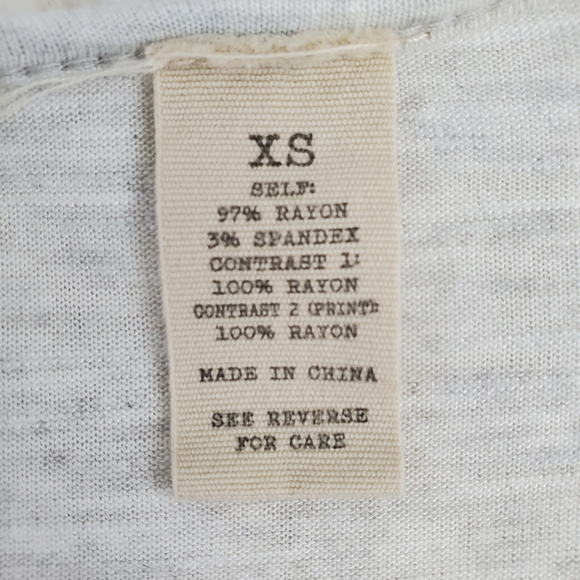 XS
SELF:
97% RAYON
3% SPANDEX
CONTRAST 1:
100% RAYON
CONTRAST 2 (PRINT):
100% RAYON
MADE IN CHINA
SEE REVERSE
FOR CARE